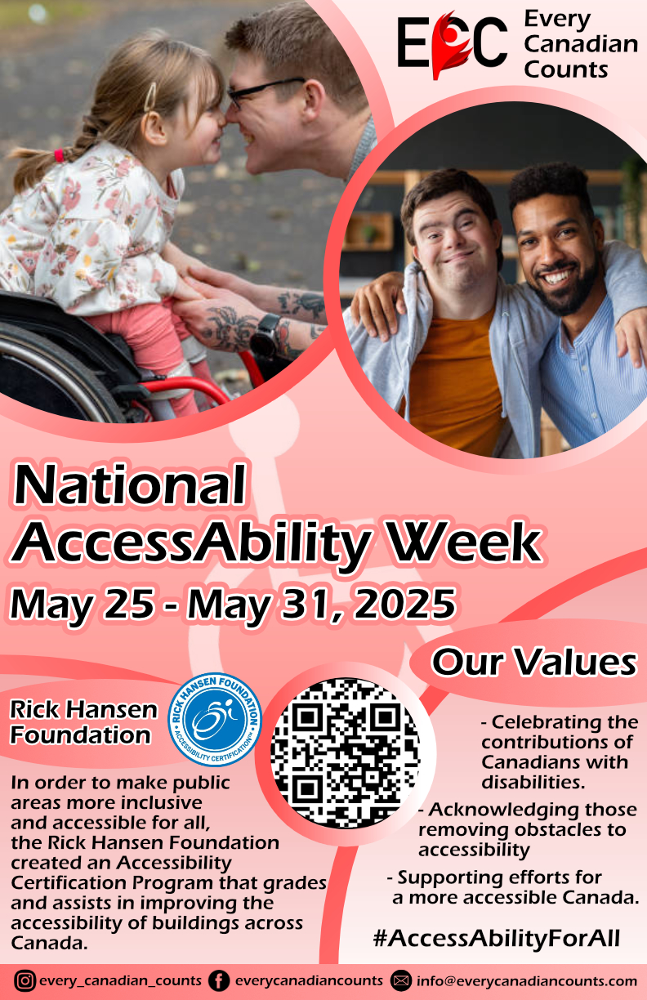 ECC
Every
Canadian
Counts
National
AccessAbility Week
May 25 - May 31, 2025
Rick Hansen
Foundation
RICK HANSEN FOUNDATION
ACCESSIBILITY CERTIFICATION™
In order to make public
areas more inclusive
and accessible for all,
the Rick Hansen Foundation
created an Accessibility
Certification Program that grades
and assists in improving the
accessibility of buildings across
Canada.
Our Values
- Celebrating the
contributions of
Canadians with
disabilities.
- Acknowledging those
removing obstacles to
accessibility
- Supporting efforts for
a more accessible Canada.
#AccessAbilityForAll
every_canadian_counts
everycanadiancounts
info@everycanadiancounts.com